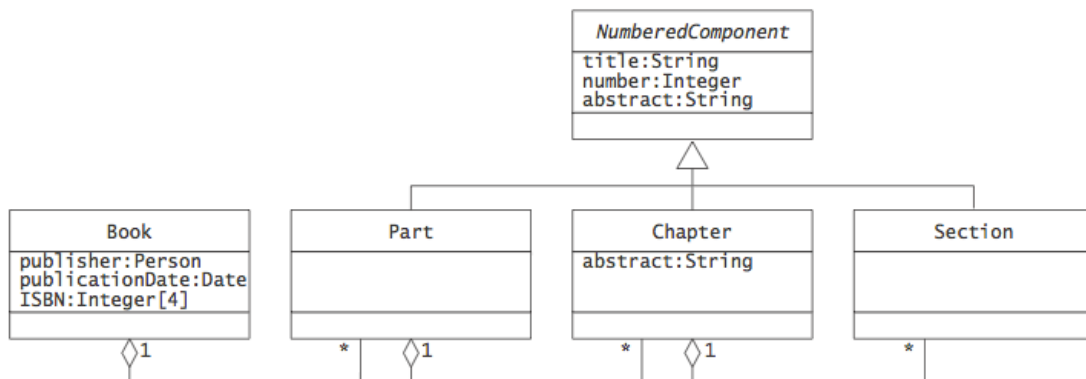 NumberedComponent
title:String
number:Integer
abstract:String
Book
publisher:Person
publicationDate:Date
ISBN:Integer[4]
Part
Chapter
abstract:String
Section
1
*
1
*
1
*